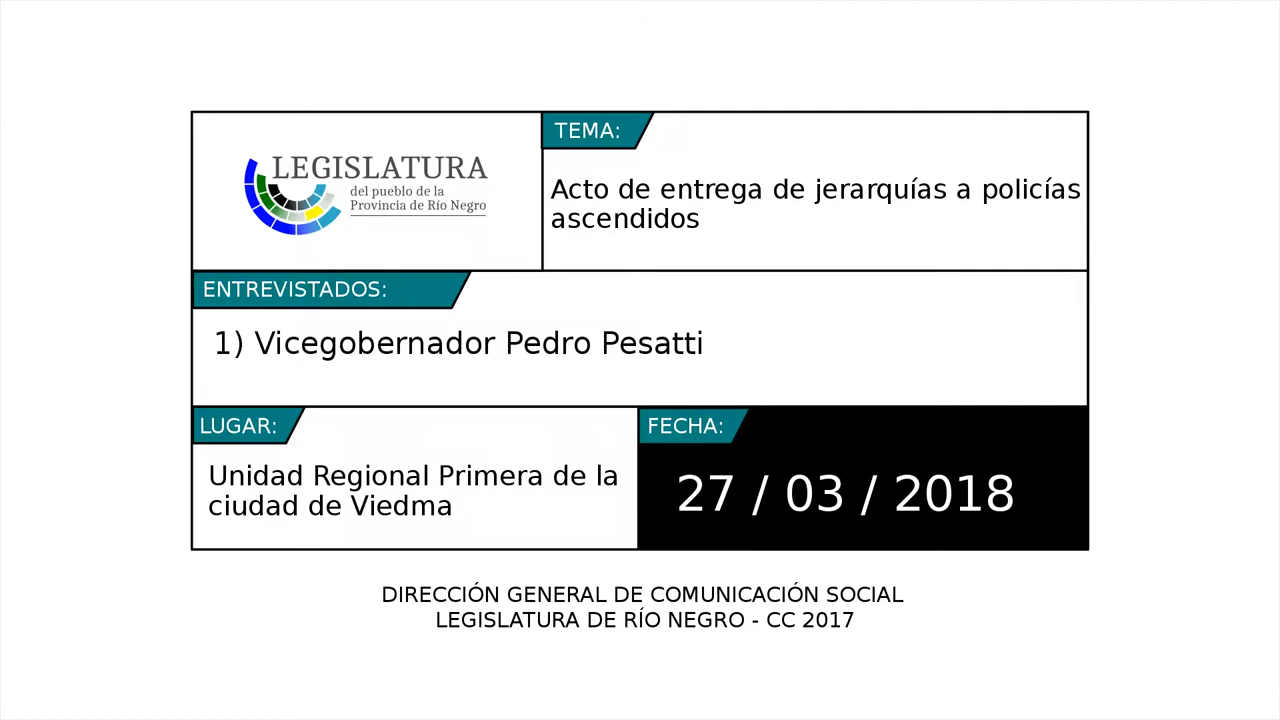 LEGISLATURA
del pueblo de la
Provincia de Río Negro
TEMA:
Acto de entrega de jerarquías a policías
ascendidos
ENTREVISTADOS:
1) Vicegobernador Pedro Pesatti
LUGAR:
Unidad Regional Primera de la
ciudad de Viedma
FECHA:
27 / 03 / 2018
DIRECCIÓN GENERAL DE COMUNICACIÓN SOCIAL
LEGISLATURA DE RÍO NEGRO - CC 2017